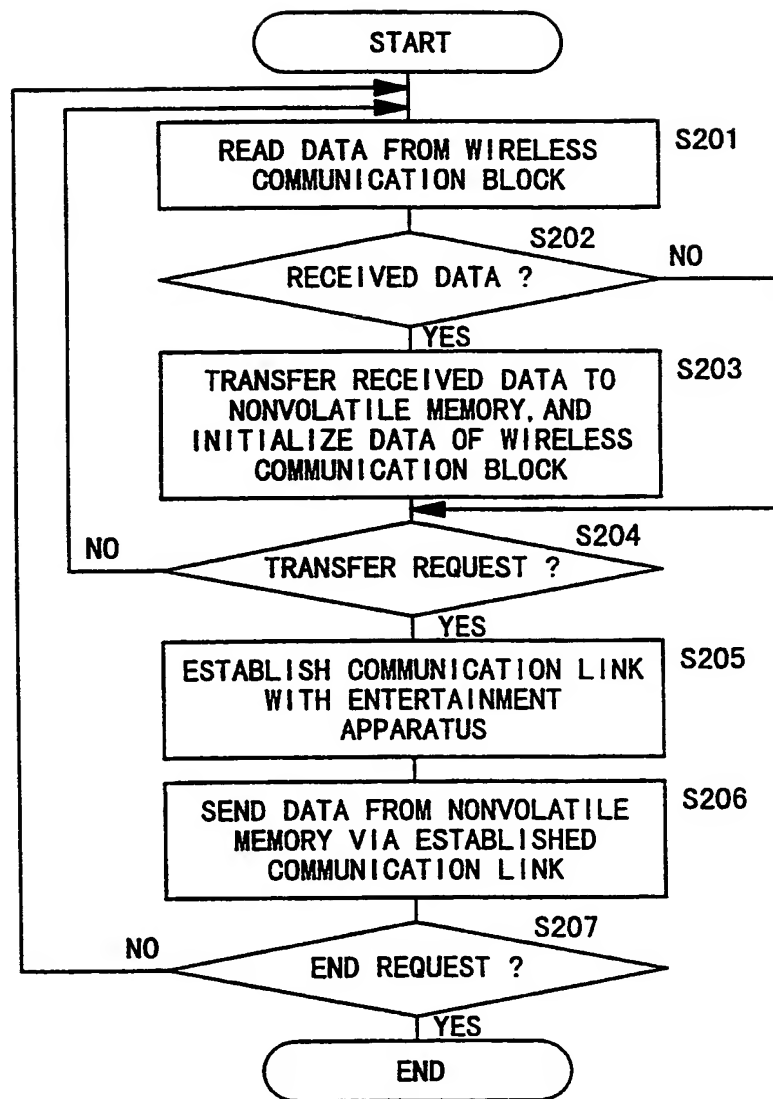 START
READ DATA FROM WIRELESS
COMMUNICATION BLOCK
S201
S202
RECEIVED DATA ?
NO
YES
TRANSFER RECEIVED DATA TO
NONVOLATILE MEMORY, AND
INITIALIZE DATA OF WIRELESS
COMMUNICATION BLOCK
S203
S204
NO
TRANSFER REQUEST ?
YES
ESTABLISH COMMUNICATION LINK
WITH ENTERTAINMENT
APPARATUS
S205
SEND DATA FROM NONVOLATILE
MEMORY VIA ESTABLISHED
COMMUNICATION LINK
S206
S207
NO
END REQUEST ?
YES
END